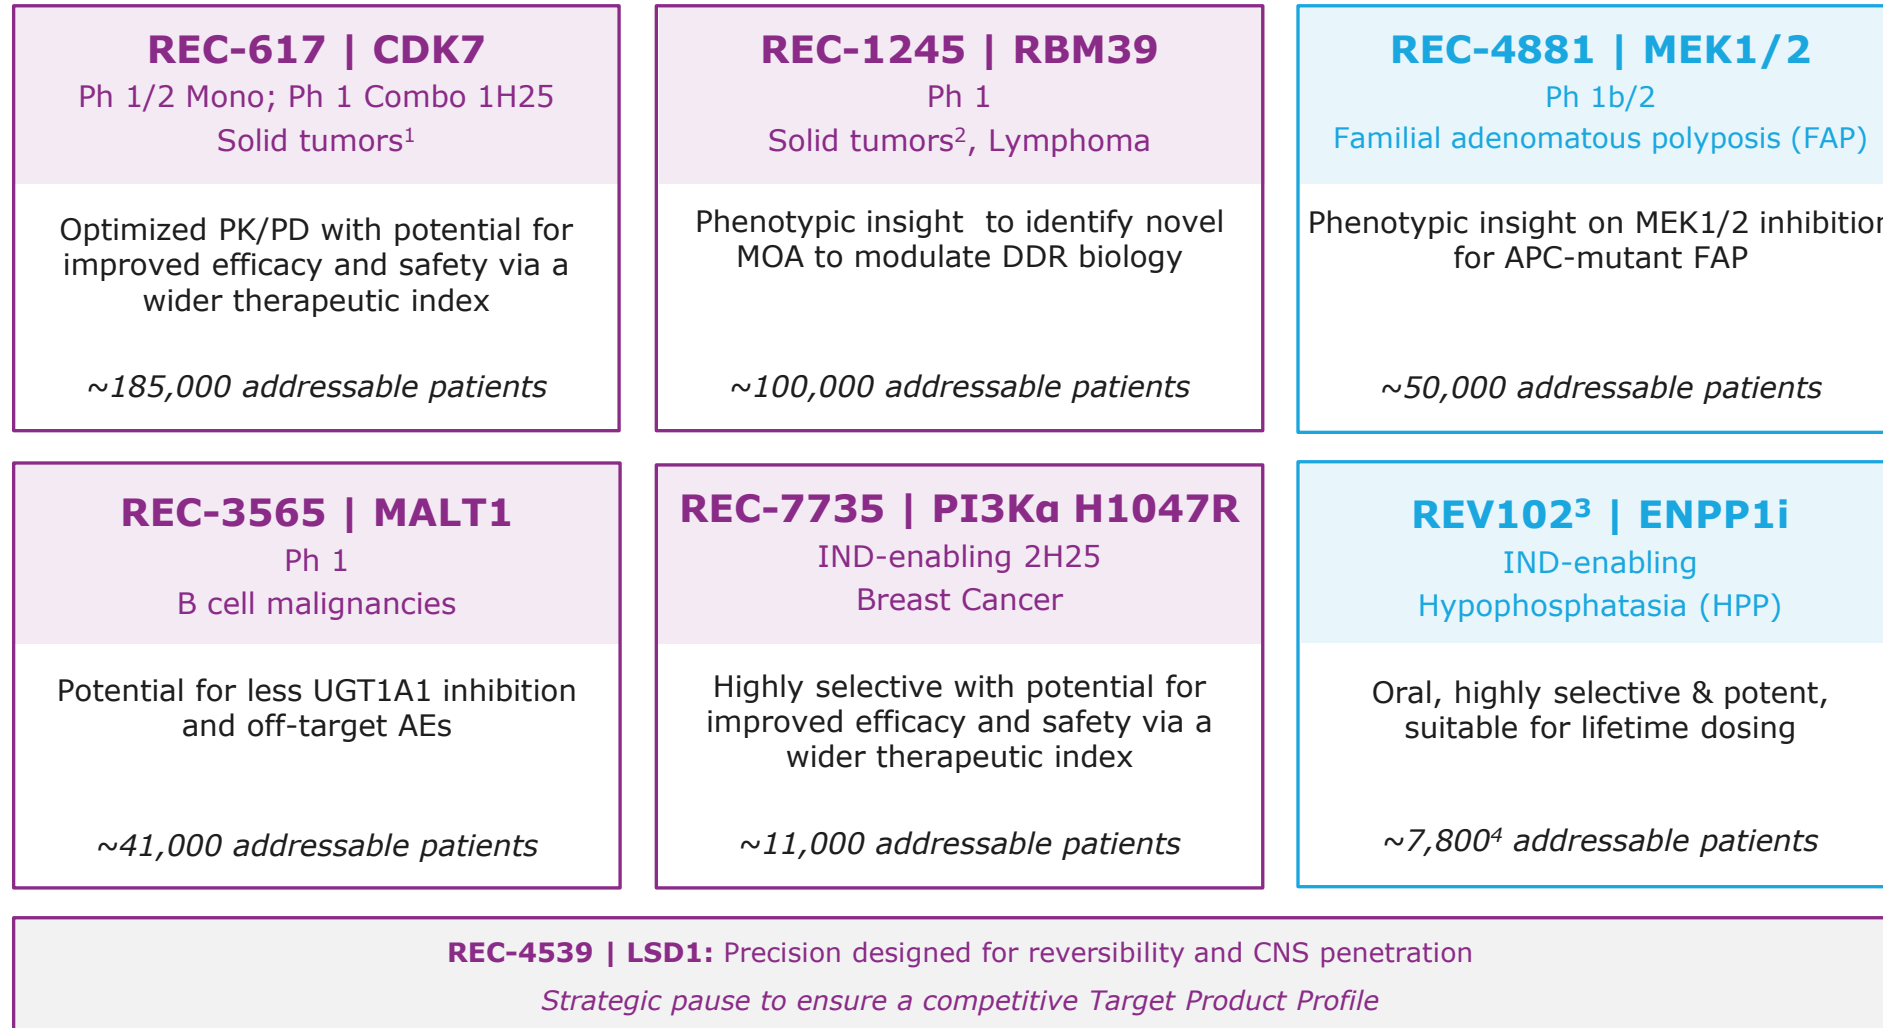 REC-617 | CDK7
Ph 1/2 Mono; Ph 1 Combo 1H25
Solid tumors¹
Optimized PK/PD with potential for
improved efficacy and safety via a
wider therapeutic index
~185,000 addressable patients
REC-1245 | RBM39
Ph 1
Solid tumors², Lymphoma
Phenotypic insight to identify novel
MOA to modulate DDR biology
~100,000 addressable patients
REC-4881 | MEK1/2
Ph 1b/2
Familial adenomatous polyposis (FAP)
Phenotypic insight on MEK1/2 inhibition
for APC-mutant FAP
~50,000 addressable patients
REC-3565 | MALT1
Ph 1
B cell malignancies
Potential for less UGT1A1 inhibition
and off-target AEs
~41,000 addressable patients
REC-7735 | PI3Kα H1047R
IND-enabling 2H25
Breast Cancer
Highly selective with potential for
improved efficacy and safety via a
wider therapeutic index
~11,000 addressable patients
REV102³ | ENPP1i
IND-enabling
Hypophosphatasia (HPP)
Oral, highly selective & potent,
suitable for lifetime dosing
~7,800⁴ addressable patients
REC-4539 | LSD1: Precision designed for reversibility and CNS penetration
Strategic pause to ensure a competitive Target Product Profile